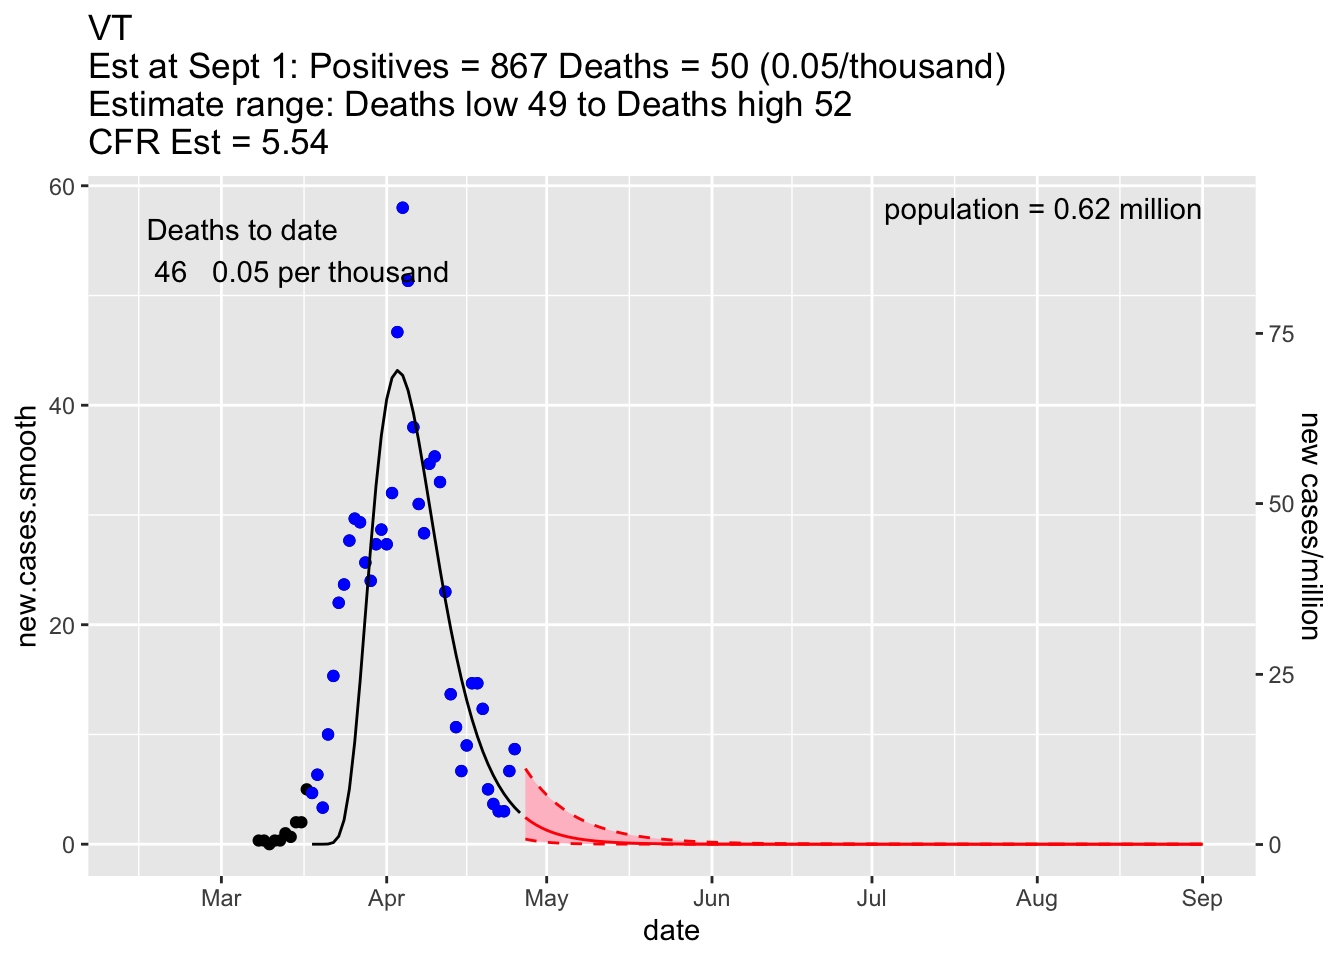 VT
Est at Sept 1: Positives = 867 Deaths = 50 (0.05/thousand)
Estimate range: Deaths low 49 to Deaths high 52
CFR Est = 5.54
60
40
20
0
new.cases.smooth
Deaths to date
46 0.05 per thousand
population = 0.62 million
75
50
25
0
new cases/million
Mar Apr May Jun Jul Aug Sep
date